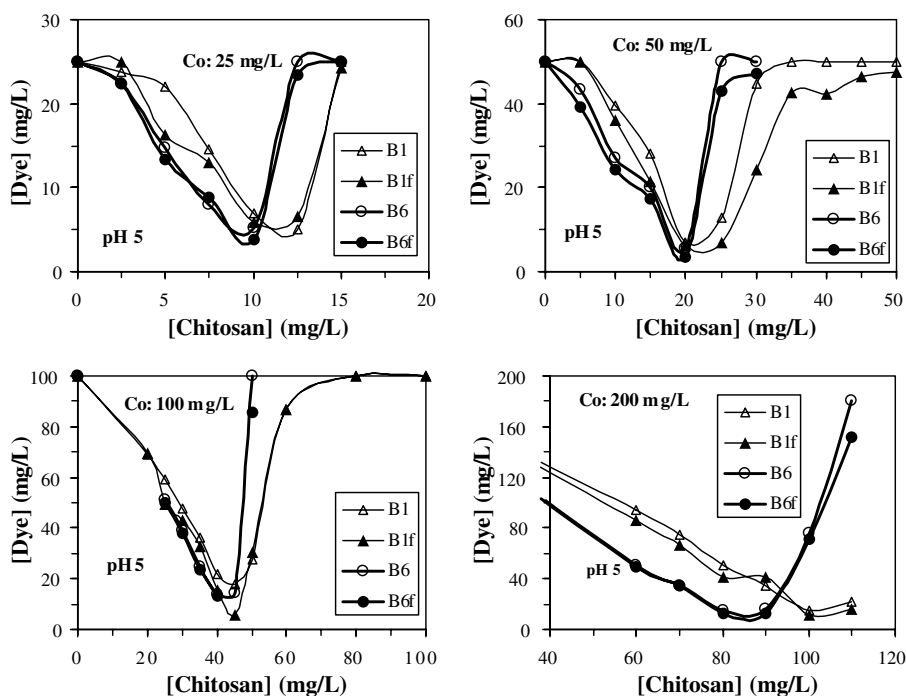 30
20
10
0
[Dye] (mg/L)
Co: 25 mg/L
pH 5
B1
B1f
B6
B6f
0 5 10 15 20
[Chitosan] (mg/L)
60
40
20
0
[Dye] (mg/L)
Co: 50 mg/L
pH 5
B1
B1f
B6
B6f
0 10 20 30 40 50
[Chitosan] (mg/L)
100
80
60
40
20
0
[Dye] (mg/L)
Co: 100 mg/L
pH 5
B1
B1f
B6
B6f
0 20 40 60 80 100
[Chitosan] (mg/L)
200
160
120
80
40
0
[Dye] (mg/L)
Co: 200 mg/L
pH 5
B1
B1f
B6
B6f
40 60 80 100 120
[Chitosan] (mg/L)